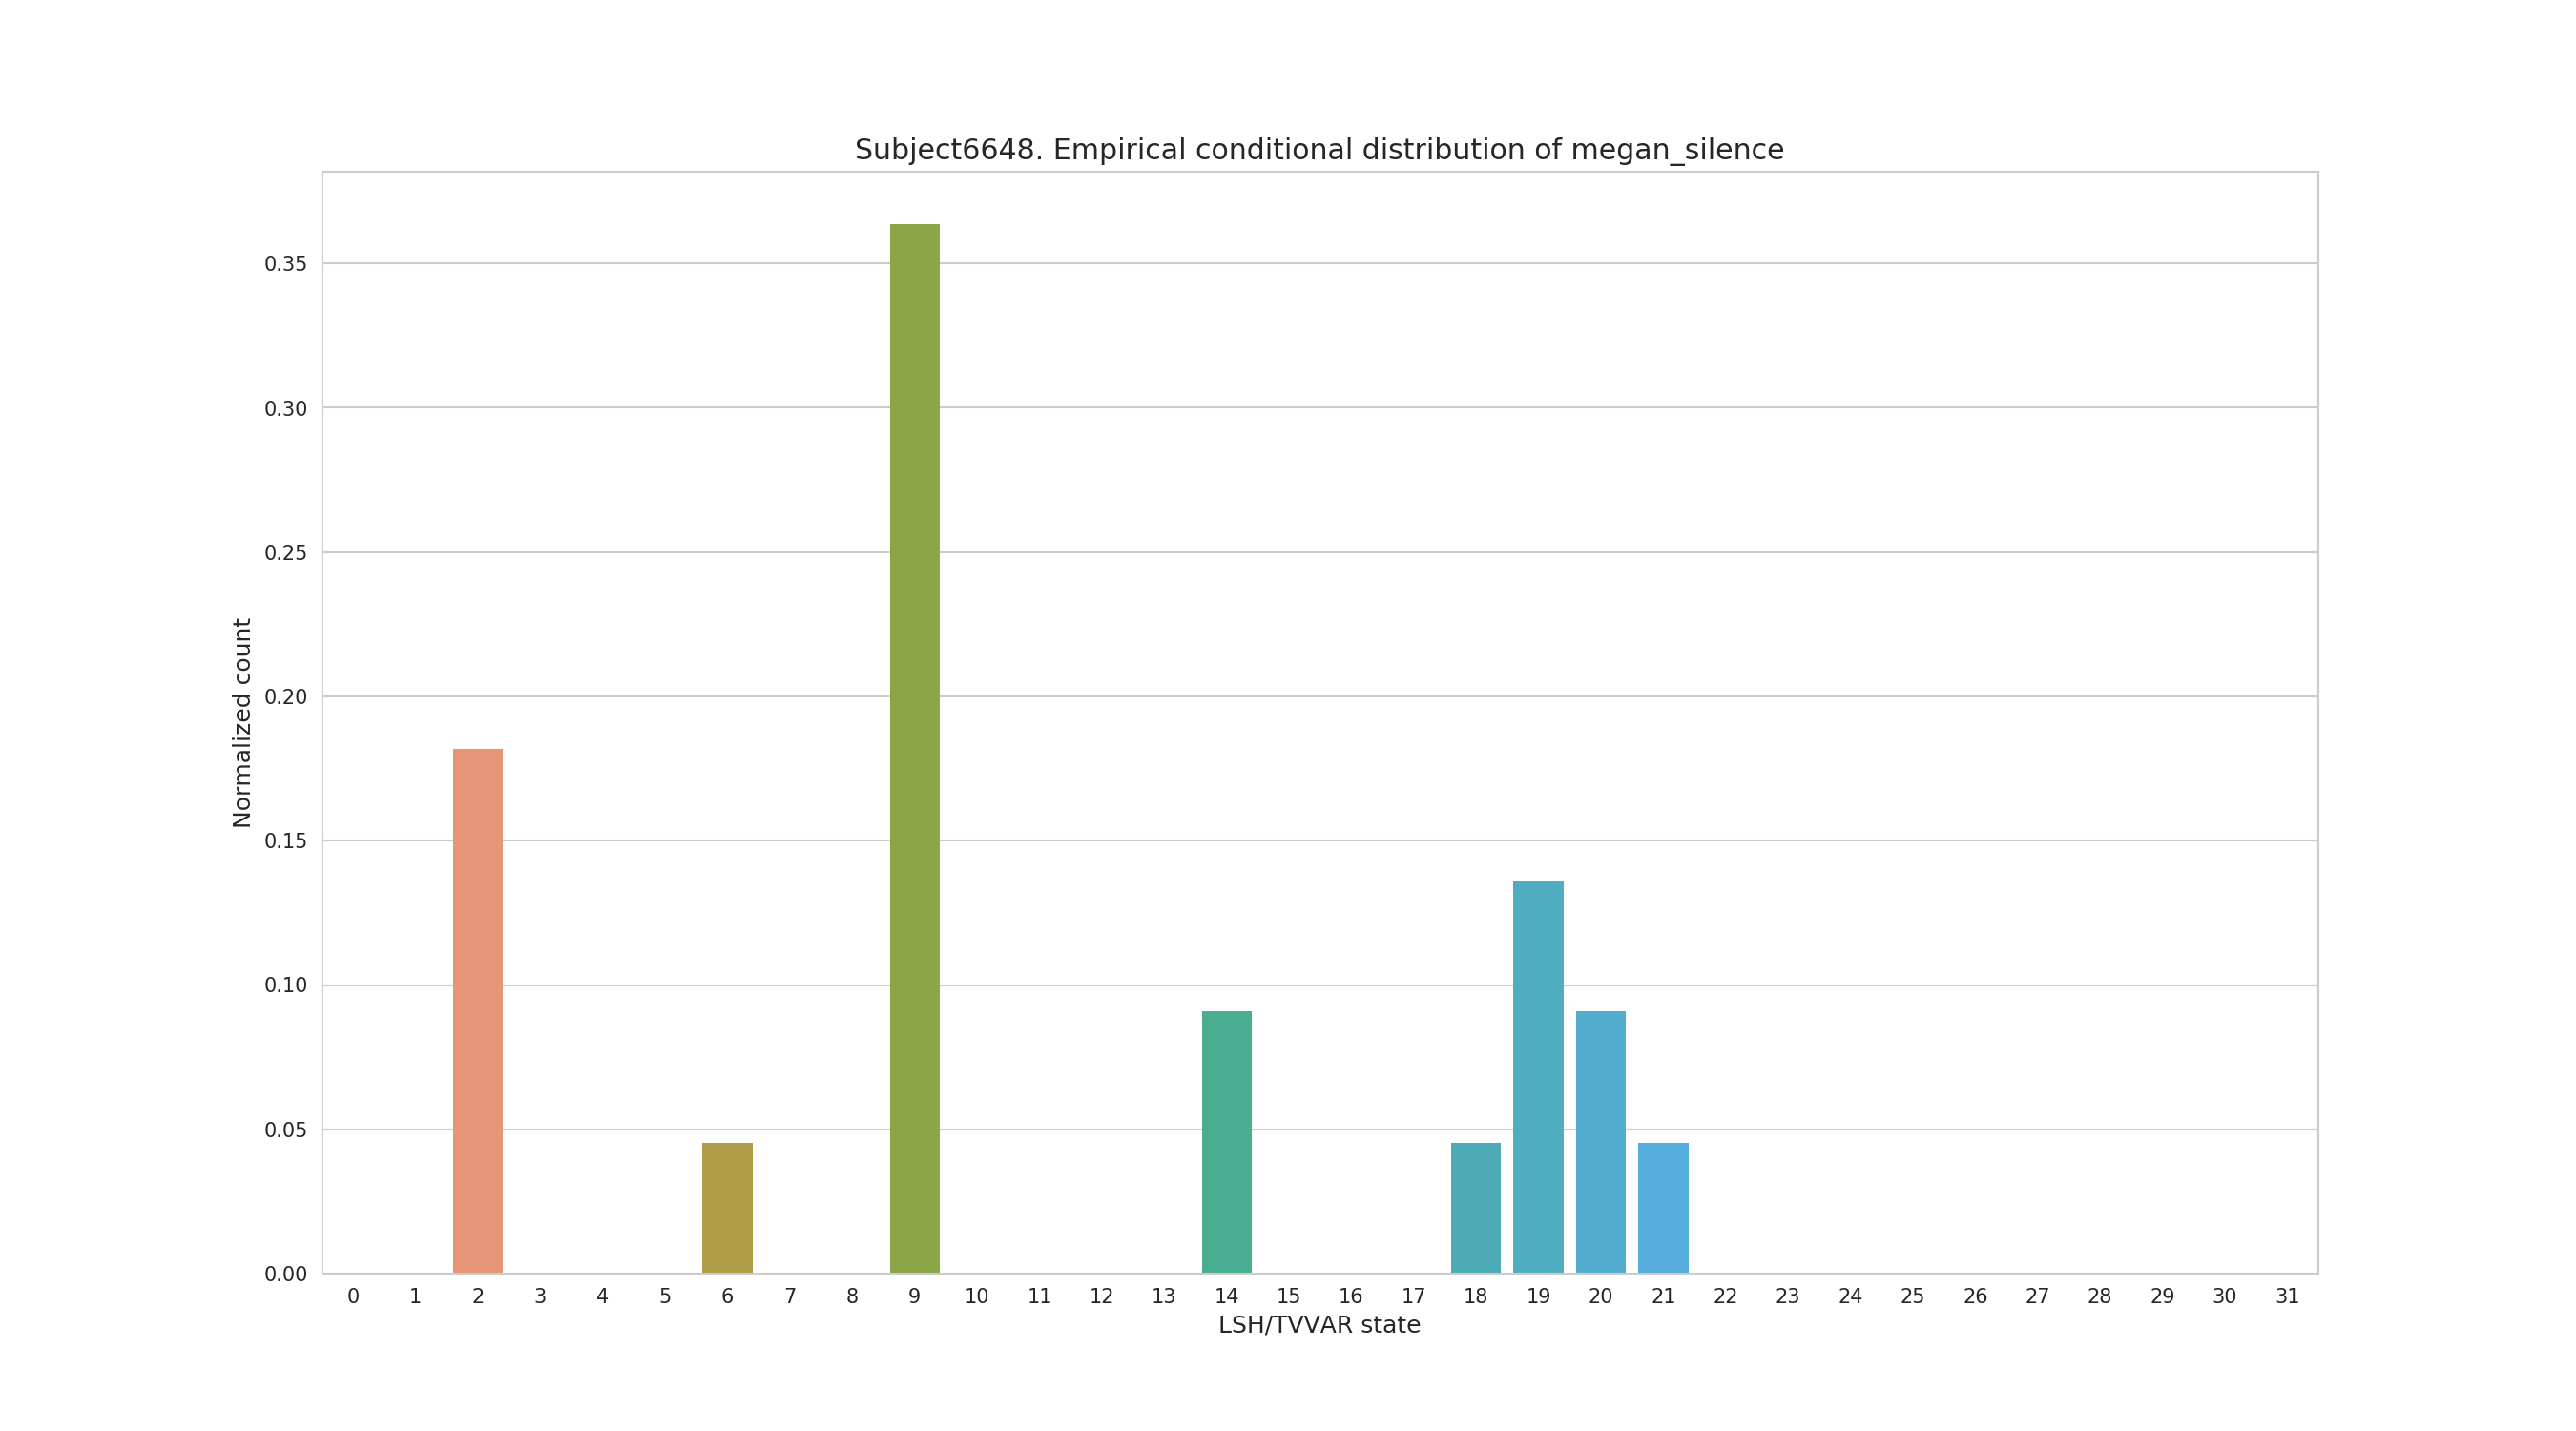 Subject6648. Empirical conditional distribution of megan_silence
Normalized count
0.35
0.30
0.25
0.20
0.15
0.10
0.05
0.00
0 1 2 3 4 5 6 7 8 9 10 11 12 13 14 15 16 17 18 19 20 21 22 23 24 25 26 27 28 29 30 31
LSH/TVVAR state